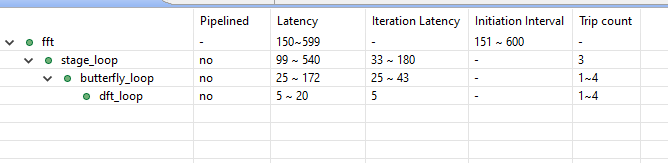 Pipelined Latency Iteration Latency Initiation Interval Trip count
fft - 150~599 - 151 ~ 600 -
stage_loop no 99 ~ 540 33 ~ 180 - 3
butterfly_loop no 25 ~ 172 25 ~ 43 - 1~4
dft_loop no 5 ~ 20 5 - 1~4